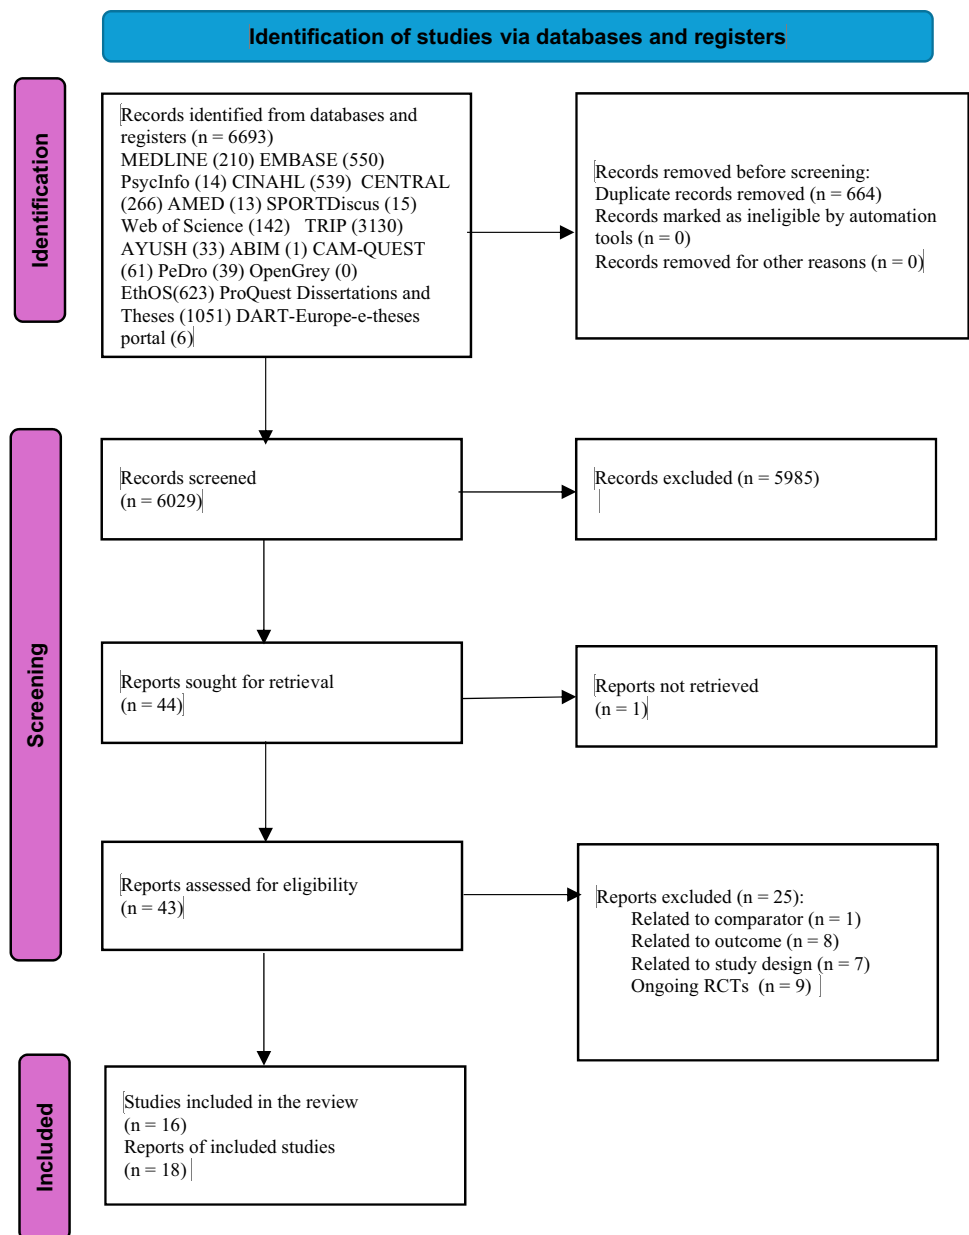 Identification of studies via databases and registers
Identification
Records identified from databases and
registers (n = 6693)
MEDLINE (210) EMBASE (550)
PsycInfo (14) CINAHL (539) CENTRAL
(266) AMED (13) SPORTDiscus (15)
Web of Science (142) TRIP (3130)
AYUSH (33) ABIM (1) CAM-QUEST
(61) PeDro (39) OpenGrey (0)
EthOS(623) ProQuest Dissertations and
Theses (1051) DART-Europe-e-theses
portal (6)
Records removed before screening:
Duplicate records removed (n = 664)
Records marked as ineligible by automation
tools (n = 0)
Records removed for other reasons (n = 0)
Screening
Records screened
(n = 6029)
Records excluded (n = 5985)
Reports sought for retrieval
(n = 44)
Reports not retrieved
(n = 1)
Reports assessed for eligibility
(n = 43)
Reports excluded (n = 25):
Related to comparator (n = 1)
Related to outcome (n = 8)
Related to study design (n = 7)
Ongoing RCTs (n = 9)
Included
Studies included in the review
(n = 16)
Reports of included studies
(n = 18)